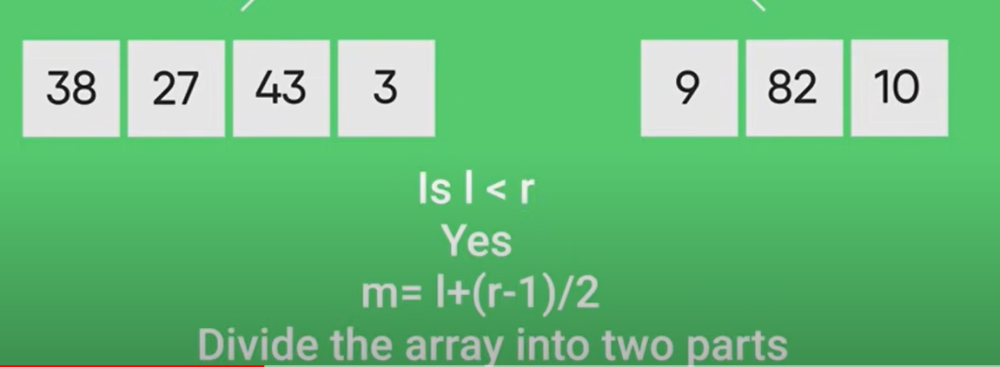 38 27 43 3 9 82 10
Is l < r
Yes
m= l+(r-1)/2
Divide the array into two parts